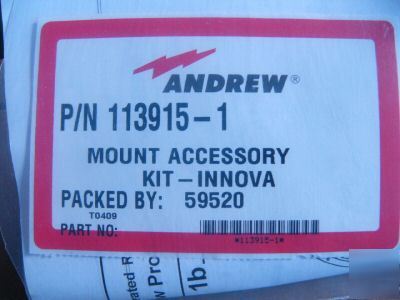 ANDREW®
P/N 113915-1
MOUNT ACCESSORY
KIT-INNOVA
PACKED BY: 59520
T0409
PART NO:
*113915-1*